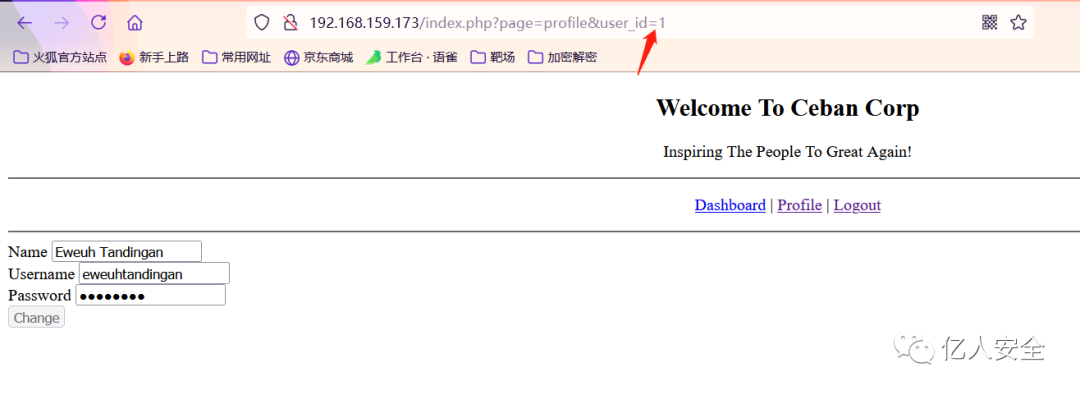 192.168.159.173/index.php?page=profile&user_id=1
火狐官方站点 新手上路 常用网址 京东商城 工作台 · 语雀 靶场 加密解密
Welcome To Ceban Corp
Inspiring The People To Great Again!
Dashboard | Profile | Logout
Name Eweuh Tandingan
Username eweuhtandingan
Password ●●●●●●●●
Change
亿人安全